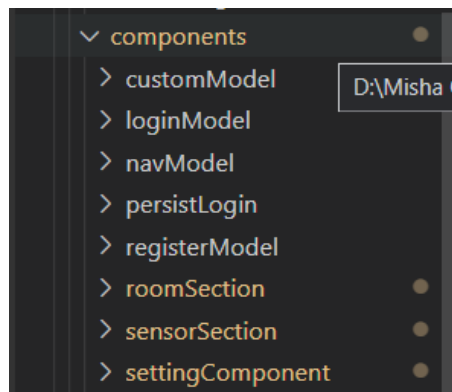 components
customModel
D:\Misha
loginModel
navModel
persistLogin
registerModel
roomSection
sensorSection
settingComponent